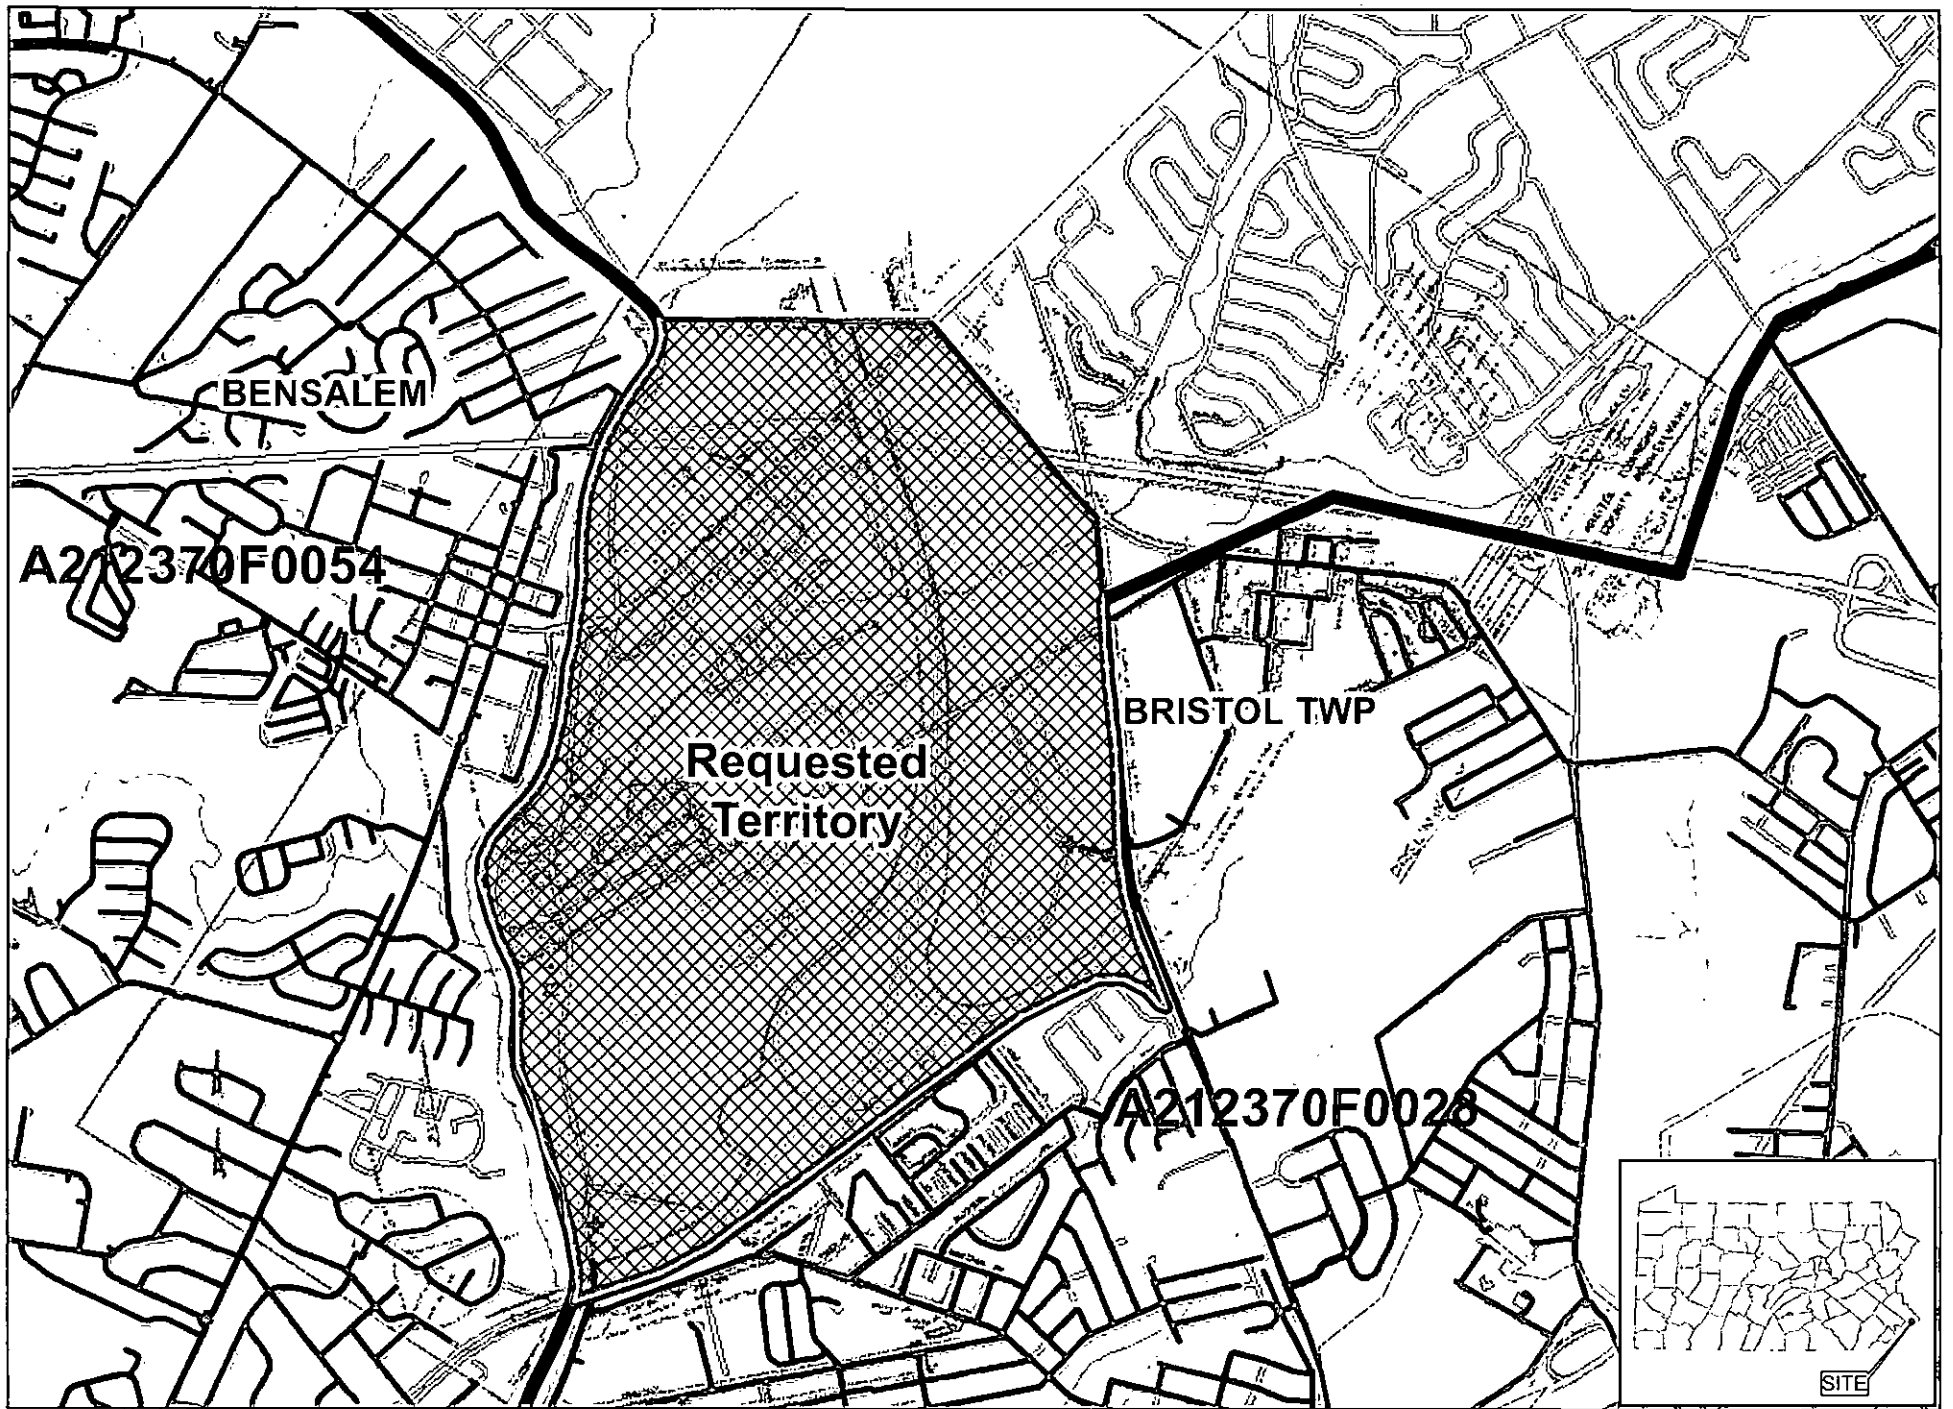 BENSALEM
A212370F0054
BRISTOL TWP
Requested
Territory
A212370F0028
SITE